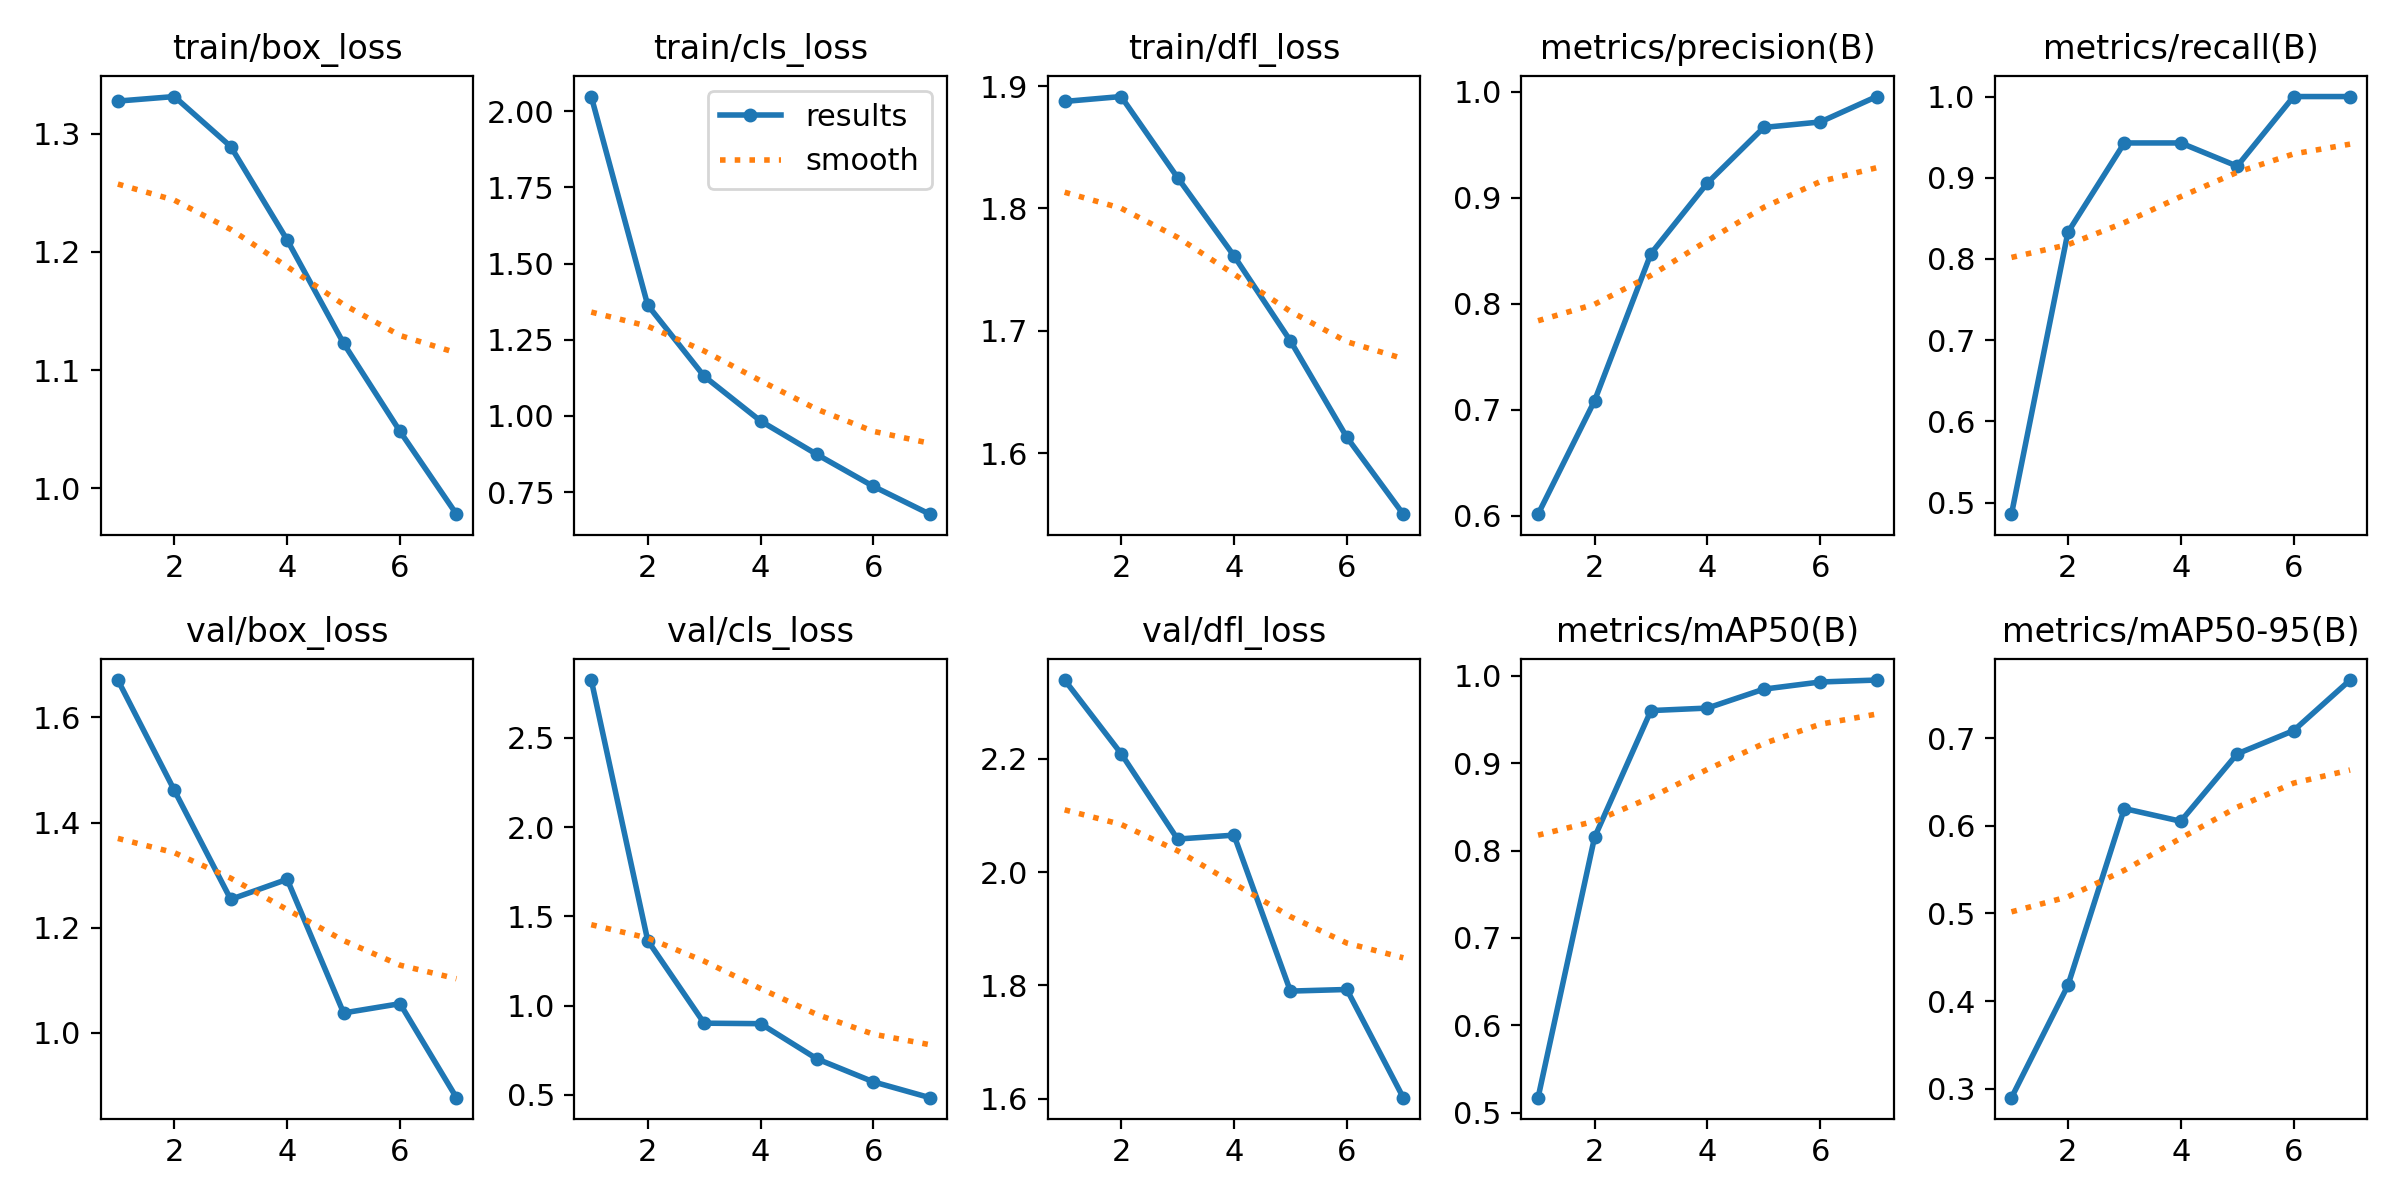 train/box_loss
train/cls_loss
train/dfl_loss
metrics/precision(B)
metrics/recall(B)
1.3
1.2
1.1
1.0
2 4 6
2.00
1.75
1.50
1.25
1.00
0.75
results
smooth
2 4 6
1.9
1.8
1.7
1.6
2 4 6
1.0
0.9
0.8
0.7
0.6
2 4 6
1.0
0.9
0.8
0.7
0.6
0.5
2 4 6
val/box_loss
val/cls_loss
val/dfl_loss
metrics/mAP50(B)
metrics/mAP50-95(B)
1.6
1.4
1.2
1.0
2 4 6
2.5
2.0
1.5
1.0
0.5
2 4 6
2.2
2.0
1.8
1.6
2 4 6
1.0
0.9
0.8
0.7
0.6
0.5
2 4 6
0.7
0.6
0.5
0.4
0.3
2 4 6